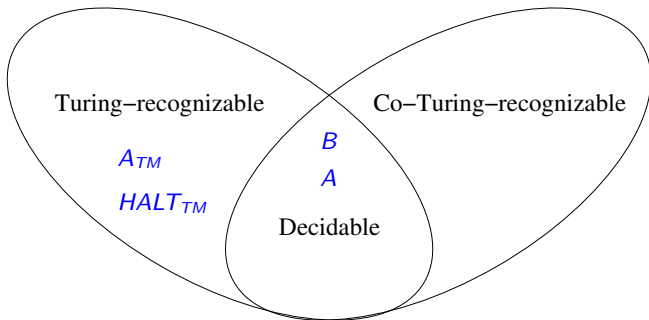 Turing−recognizable
Co−Turing−recognizable
B
A_TM
A
HALT_TM
Decidable